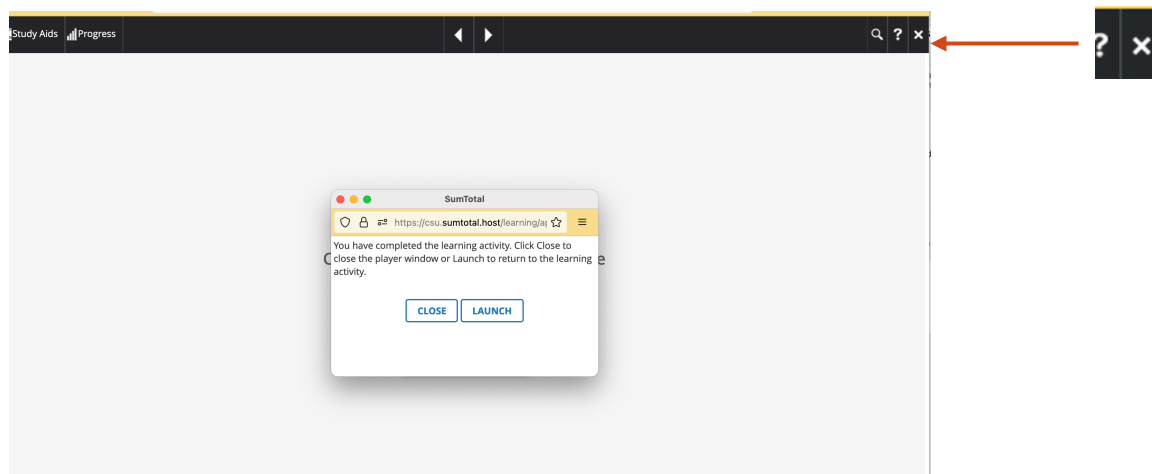 Study Aids Progress ?
? ×
SumTotal
https://csu.sumtotal.host/learning/a
You have completed the learning activity. Click Close to
close the player window or Launch to return to the learning
activity.
CLOSE LAUNCH